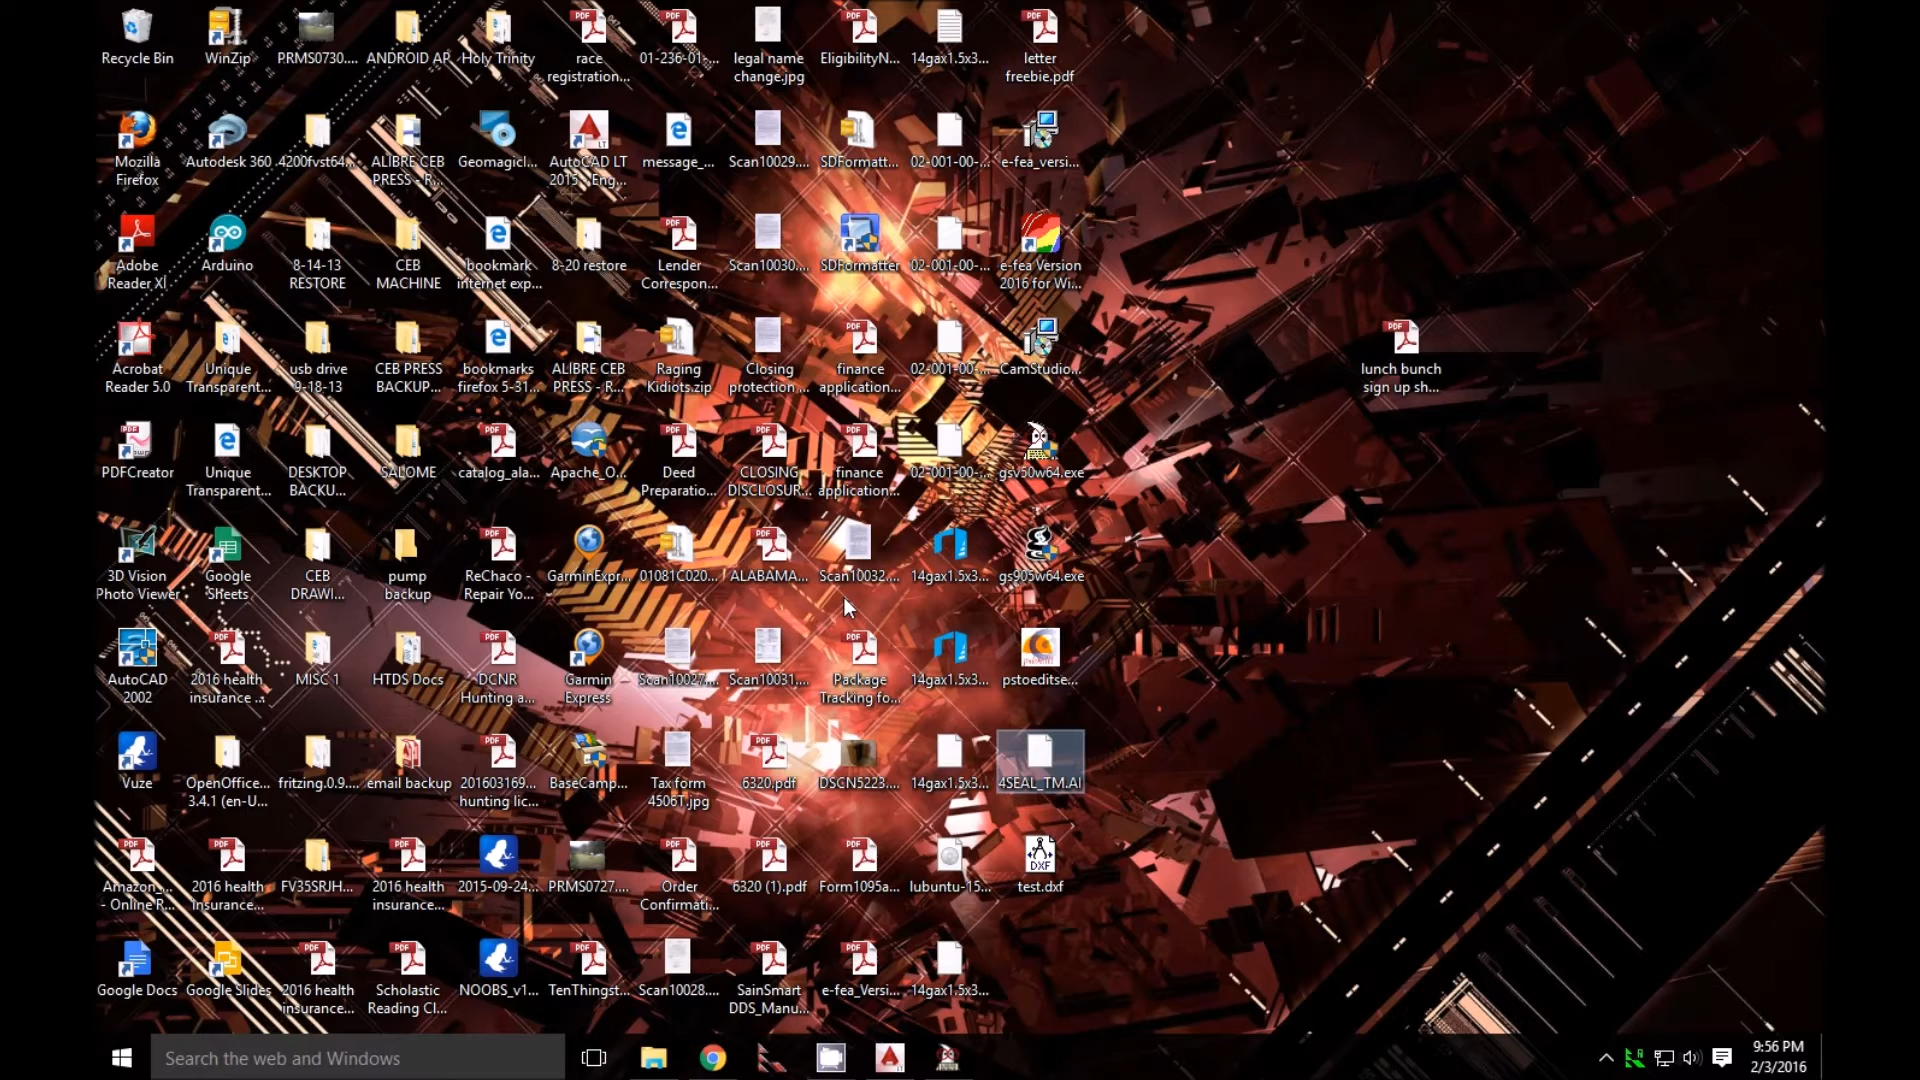 Recycle Bin
WinZip
PRMS0730....
ANDROID AP
Holy Trinity
race
registration...
01-236-01-...
legal name
change.jpg
EligibilityN...
14gax1.5x3...
letter
freebie.pdf
Mozilla
Firefox
Autodesk 360
4200fvst64...
ALIBRE CEB
PRESS - R...
Geomagicl...
AutoCAD LT
2015 - Eng...
message_...
Scan10029....
SDFormatt...
02-001-00-...
e-fea_versi...
Adobe
Reader XI
Arduino
8-14-13
RESTORE
CEB
MACHINE
bookmark
internet exp...
8-20 restore
Lender
Correspon...
Scan10030....
SDFormatter
02-001-00-...
e-fea Version
2016 for Wi...
Acrobat
Reader 5.0
Unique
Transparent...
usb drive
9-18-13
CEB PRESS
BACKUP...
bookmarks
firefox 5-31...
ALIBRE CEB
PRESS - R...
Raging
Kidiots.zip
Closing
protection...
finance
application...
02-001-00-...
CamStudio...
lunch bunch
sign up sh...
PDFCreator
Unique
Transparent...
DESKTOP
BACKU...
SALOME
catalog_ala...
Apache_O...
Deed
Preparatio...
CLOSING
DISCLOSUR...
finance
application...
02-001-00-...
gsv50w64.exe
3D Vision
Photo Viewer
Google
Sheets
CEB
DRAWI...
pump
backup
ReChaco -
Repair Yo...
GarminExpr...
01081C020...
ALABAMA...
Scan10032....
14gax1.5x3...
gs905w64.exe
AutoCAD
2002
2016 health
insurance ...
MISC 1
HTDS Docs
DCNR
Hunting a...
Garmin
Express
Scan10027....
Scan10031....
Package
Tracking fo...
14gax1.5x3...
pstoeditse...
Vuze
OpenOffice...
3.4.1 (en-U...
fritzing.0.9....
email backup
201603169...
hunting lic...
BaseCamp...
Tax form
4506T.jpg
6320.pdf
DSCN5223....
14gax1.5x3...
4SEAL_TM.AI
Amazon_...
- Online R...
2016 health
insurance...
FV35SRJH...
2016 health
insurance...
2015-09-24...
PRMS0727....
Order
Confirmati...
6320 (1).pdf
Form1095a...
lubuntu-15...
DXF
test.dxf
Google Docs
Google Slides
2016 health
insurance...
Scholastic
Reading Cl...
NOOBS_v1...
TenThingst...
Scan10028....
SainSmart
DDS_Manu...
e-fea_Versi...
14gax1.5x3...
Search the web and Windows
9:56 PM
2/3/2016